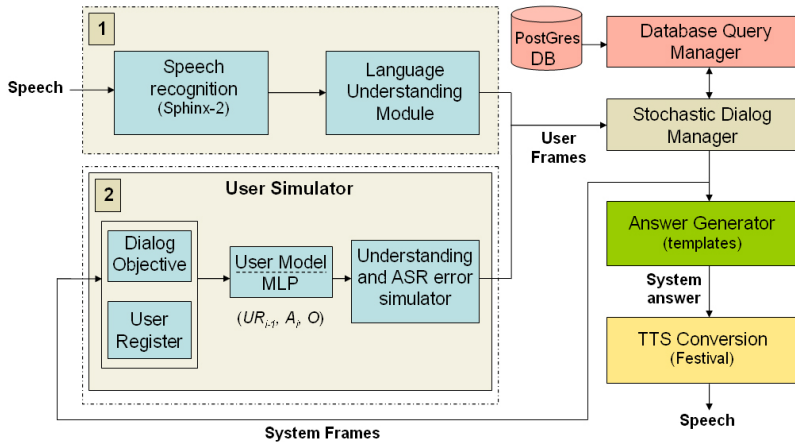 1
Speech
Speech
recognition
(Sphinx-2)
Language
Understanding
Module
PostGres
DB
Database Query
Manager
Stochastic Dialog
Manager
User
Frames
2
User Simulator
Dialog
Objective
User
Register
User Model
MLP
(UR_{i-1}, A_i, O)
Understanding
and ASR error
simulator
Answer Generator
(templates)
System
answer
TTS Conversion
(Festival)
Speech
System Frames